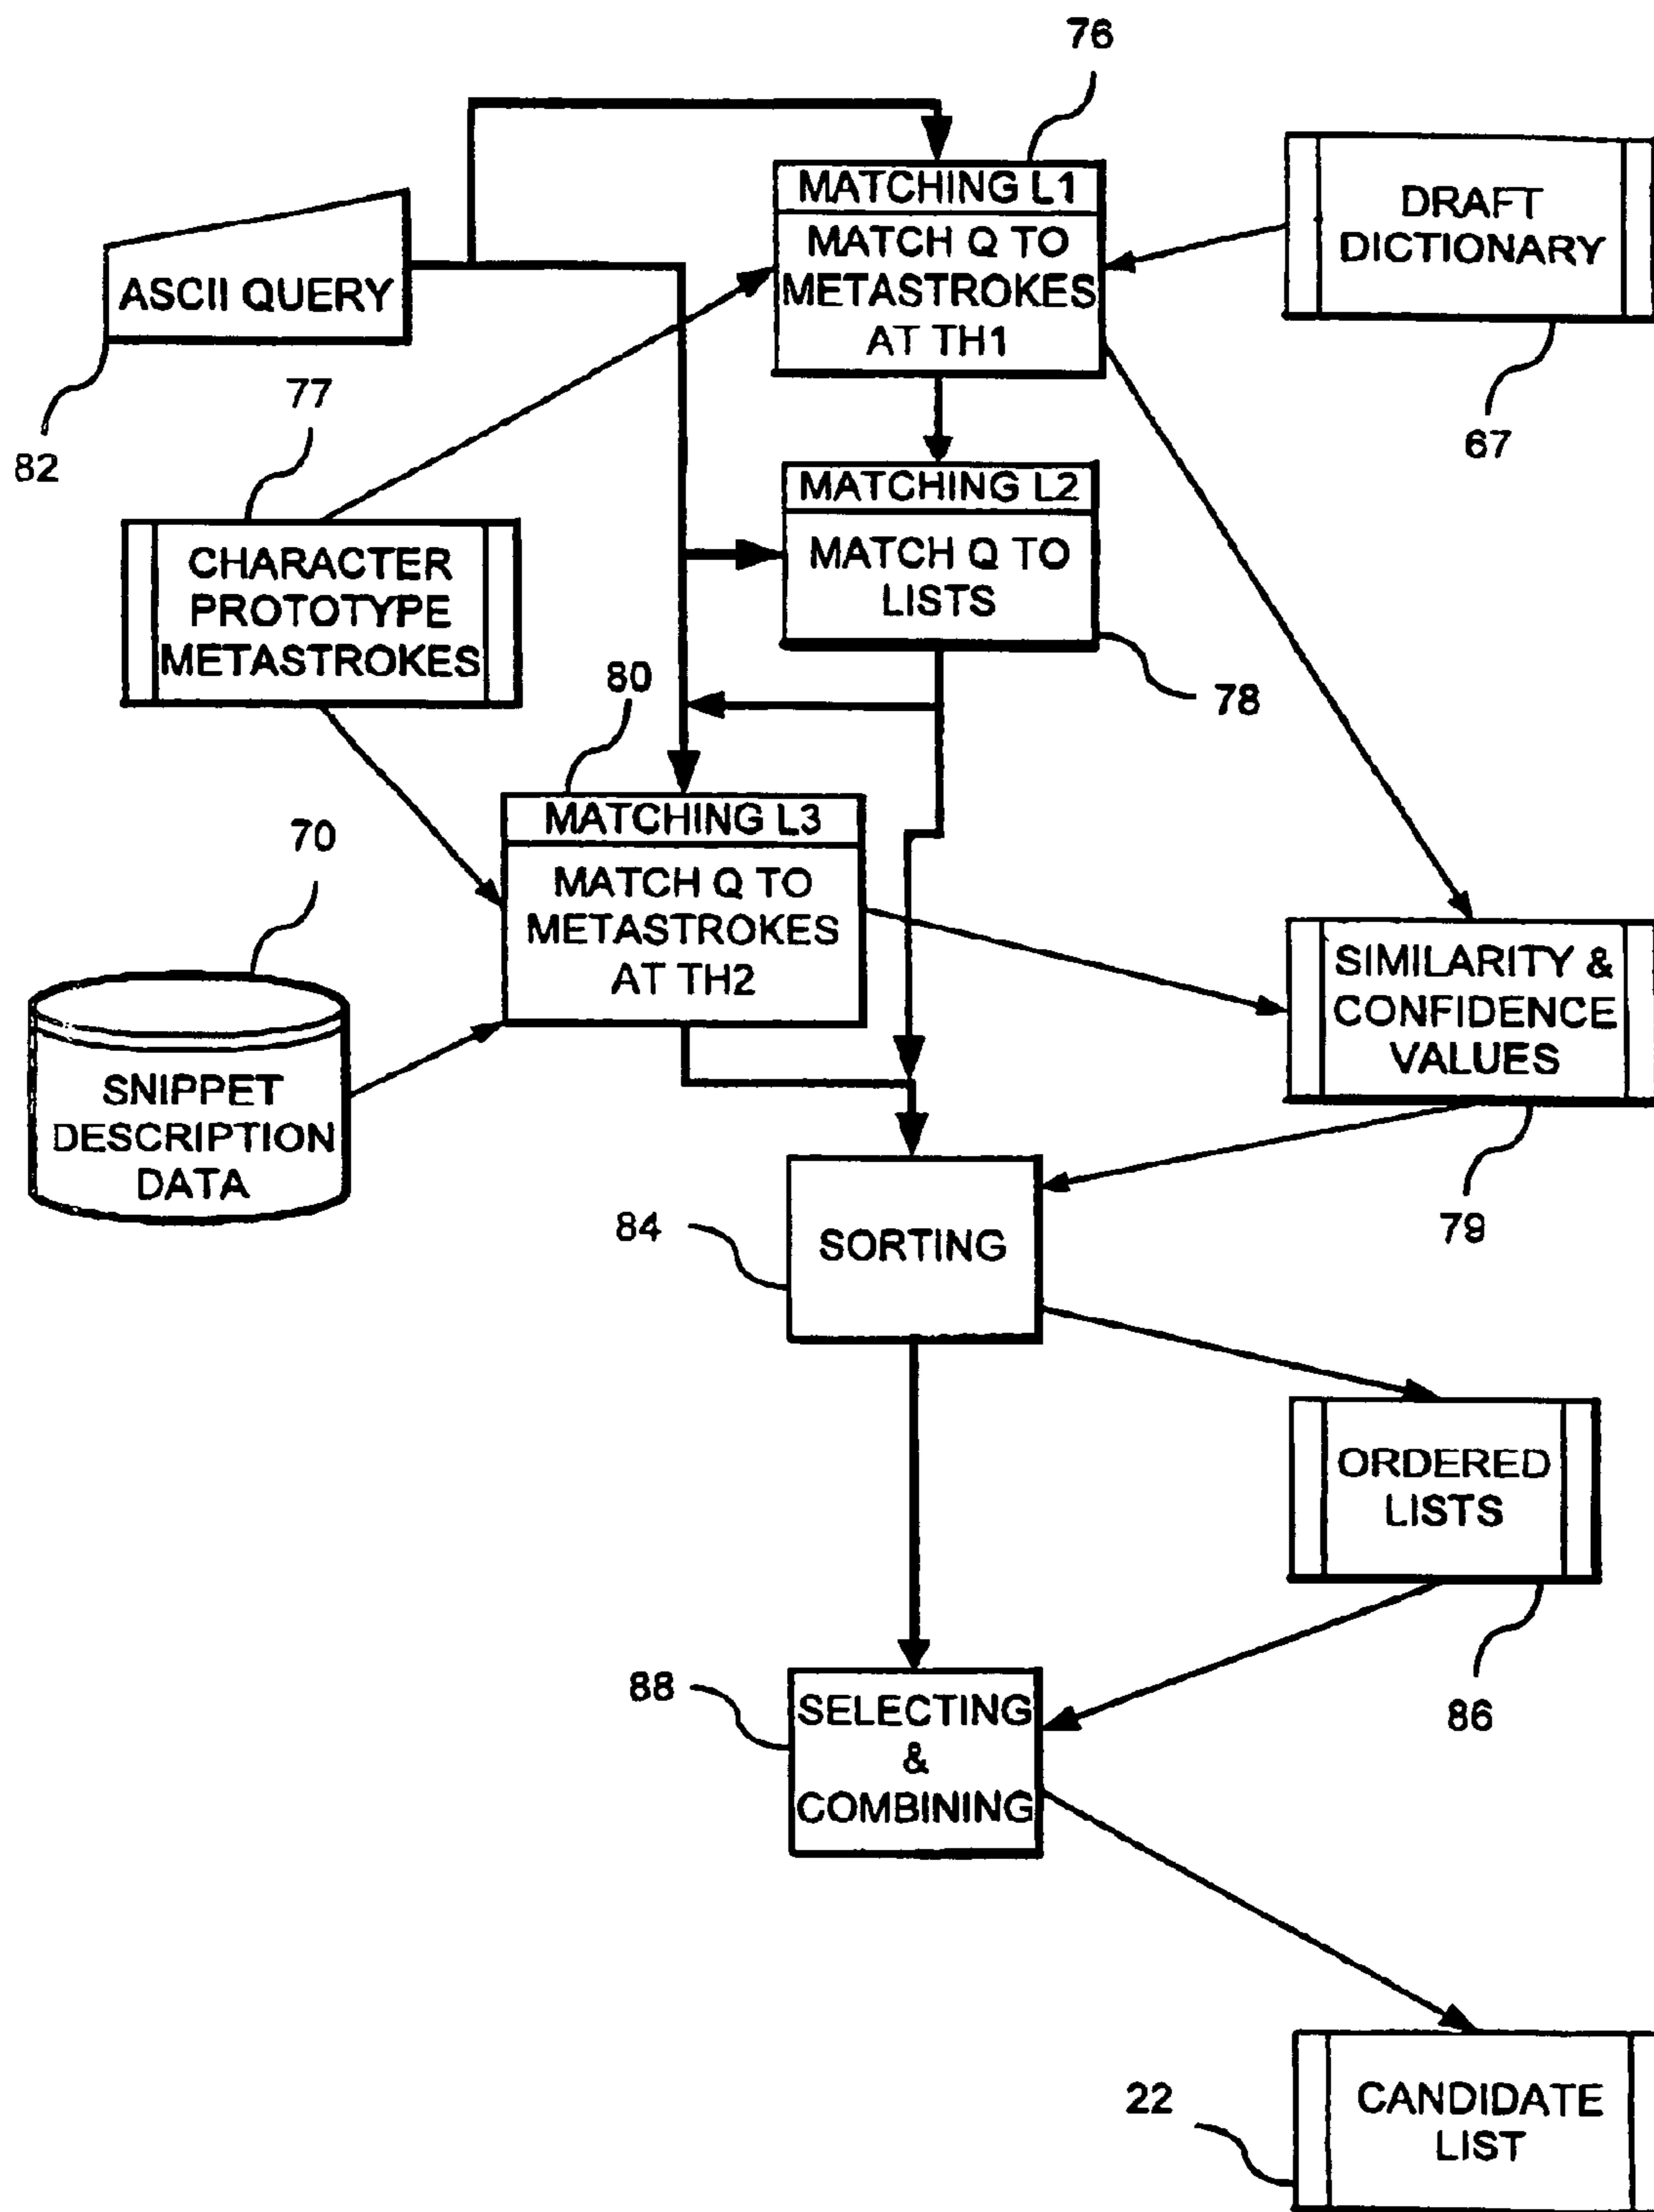 76
MATCHING L1
MATCH Q TO
METASTROKES
AT TH1
DRAFT
DICTIONARY
67
ASCII QUERY
82
77
CHARACTER
PROTOTYPE
METASTROKES
MATCHING L2
MATCH Q TO
LISTS
78
80
MATCHING L3
MATCH Q TO
METASTROKES
AT TH2
70
SNIPPET
DESCRIPTION
DATA
SIMILARITY &
CONFIDENCE
VALUES
79
84
SORTING
ORDERED
LISTS
86
88
SELECTING
&
COMBINING
22
CANDIDATE
LIST